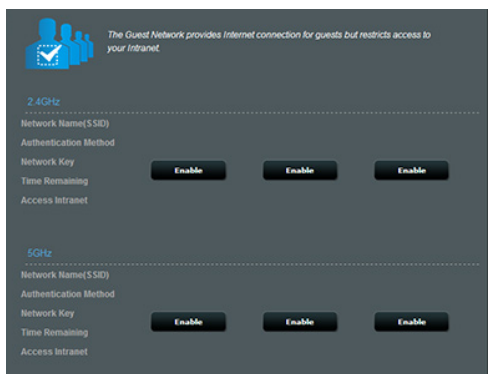 The Guest Network provides Internet connection for guests but restricts access to
your Intranet.
2.4GHz
Network Name(SSID)
Authentication Method
Network Key
Time Remaining
Access Intranet
Enable Enable Enable
5GHz
Network Name(SSID)
Authentication Method
Network Key
Time Remaining
Access Intranet
Enable Enable Enable